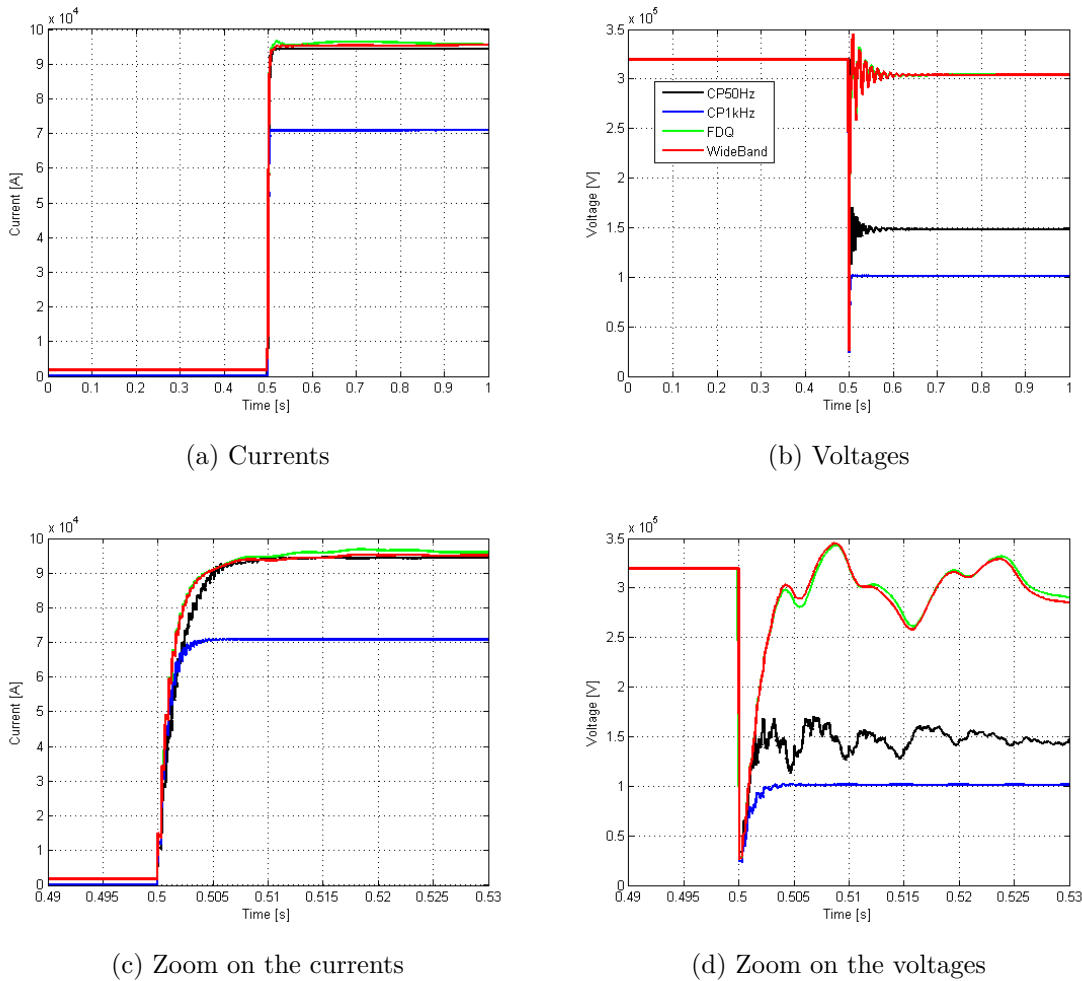 x 10^4
10
9
8
7
6
5
4
3
2
1
0
Current [A]
0 0.1 0.2 0.3 0.4 0.5 0.6 0.7 0.8 0.9 1
Time [s]
(a) Currents
x 10^5
3.5
3
2.5
2
1.5
1
0.5
0
Voltage [V]
CP50Hz
CP1kHz
FDQ
WideBand
0 0.1 0.2 0.3 0.4 0.5 0.6 0.7 0.8 0.9 1
Time [s]
(b) Voltages
x 10^4
10
9
8
7
6
5
4
3
2
1
0
Current [A]
0.49 0.495 0.5 0.505 0.51 0.515 0.52 0.525 0.53
Time [s]
(c) Zoom on the currents
x 10^5
3.5
3
2.5
2
1.5
1
0.5
0
Voltage [V]
0.49 0.495 0.5 0.505 0.51 0.515 0.52 0.525 0.53
Time [s]
(d) Zoom on the voltages